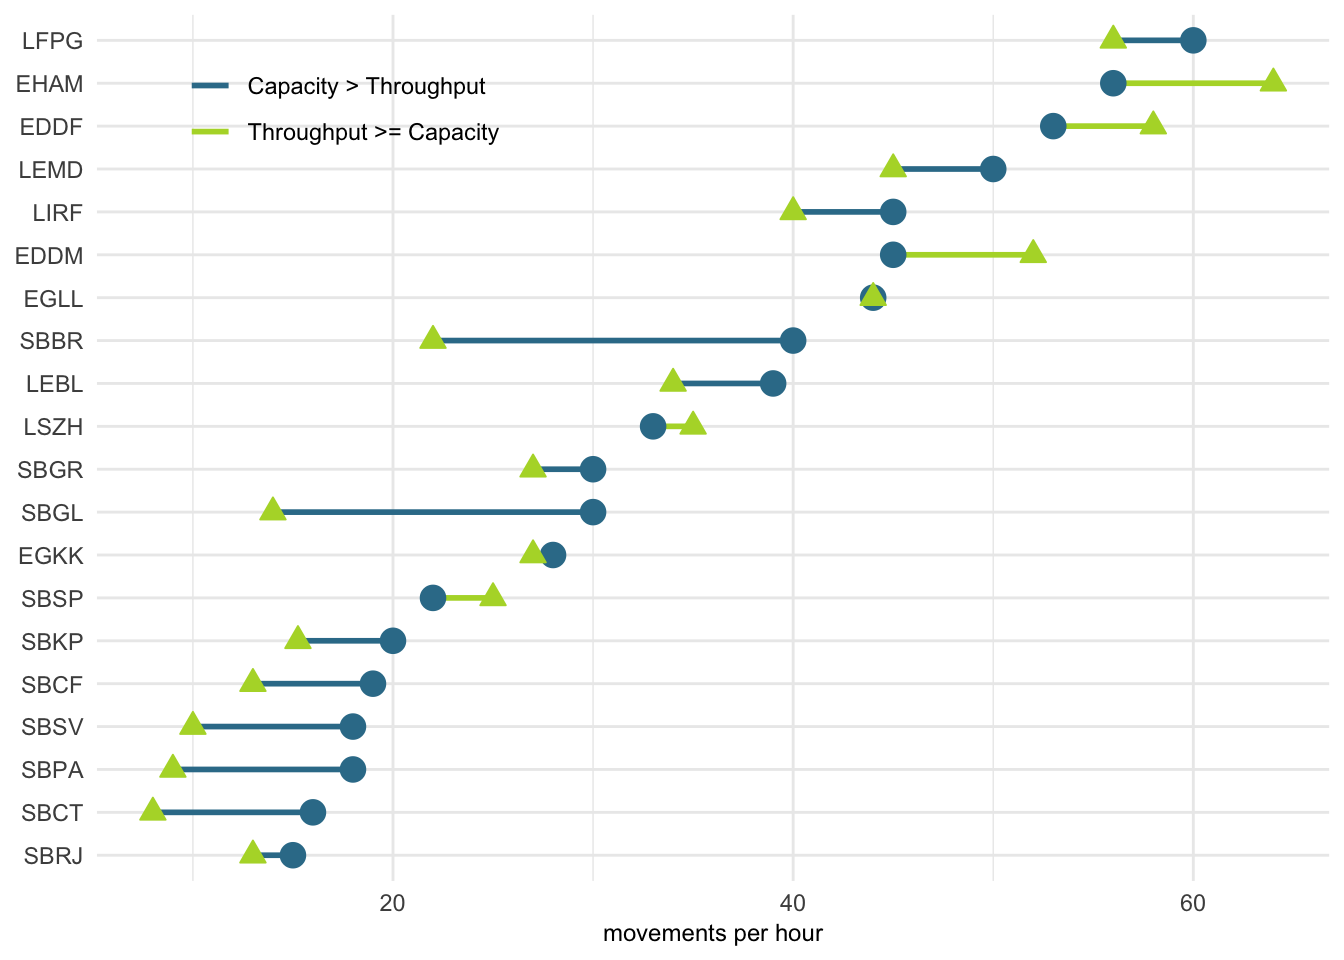 LFPG
EHAM
Capacity > Throughput
EDDF
Throughput >= Capacity
LEMD
LIRF
EDDM
EGLL
SBBR
LEBL
LSZH
SBGR
SBGL
EGKK
SBSP
SBKP
SBCF
SBSV
SBPA
SBCT
SBRJ
20 40 60
movements per hour